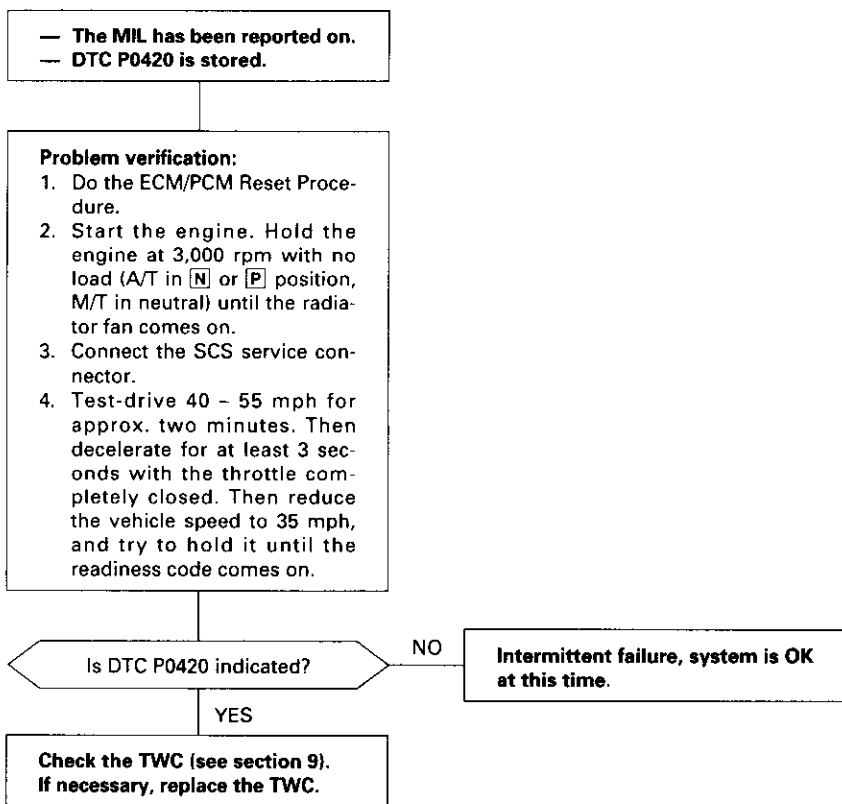 — The MIL has been reported on.
— DTC P0420 is stored.
Problem verification:
1. Do the ECM/PCM Reset Proce-
dure.
2. Start the engine. Hold the
engine at 3,000 rpm with no
load (A/T in N or P position,
M/T in neutral) until the radia-
tor fan comes on.
3. Connect the SCS service con-
nector.
4. Test-drive 40 – 55 mph for
approx. two minutes. Then
decelerate for at least 3 sec-
onds with the throttle com-
pletely closed. Then reduce
the vehicle speed to 35 mph,
and try to hold it until the
readiness code comes on.
Is DTC P0420 indicated?
NO
Intermittent failure, system is OK
at this time.
YES
Check the TWC (see section 9).
If necessary, replace the TWC.